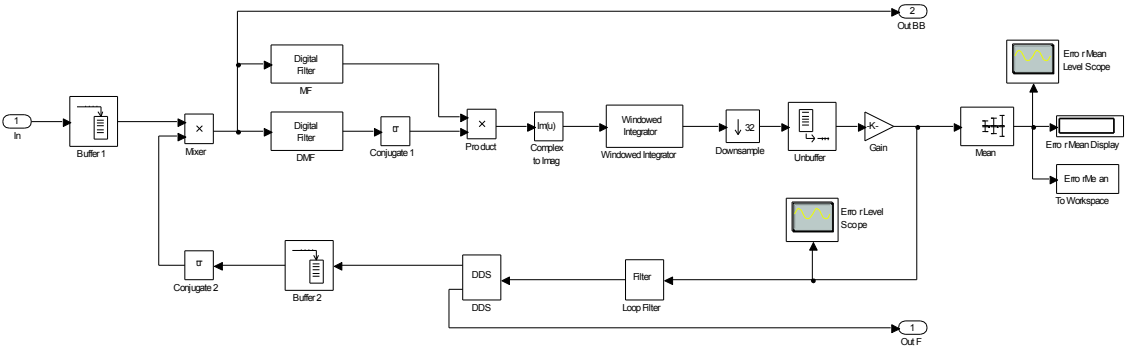 2
Out BB
Digital
Filter
MF
Erro r Mean
Level Scope
1
In
Buffer 1
×
Mixer
Digital
Filter
DMF
σ
Conjugate 1
×
Product
Im(u)
Complex
to Imag
Windowed
Integrator
Windowed Integrator
32
Downsample
Unbuffer
-K-
Gain
Mean
Erro r Mean Display
Erro rMe an
To Workspace
Erro r Level
Scope
σ
Conjugate 2
Buffer 2
DDS
DDS
Filter
Loop Filter
1
Out F